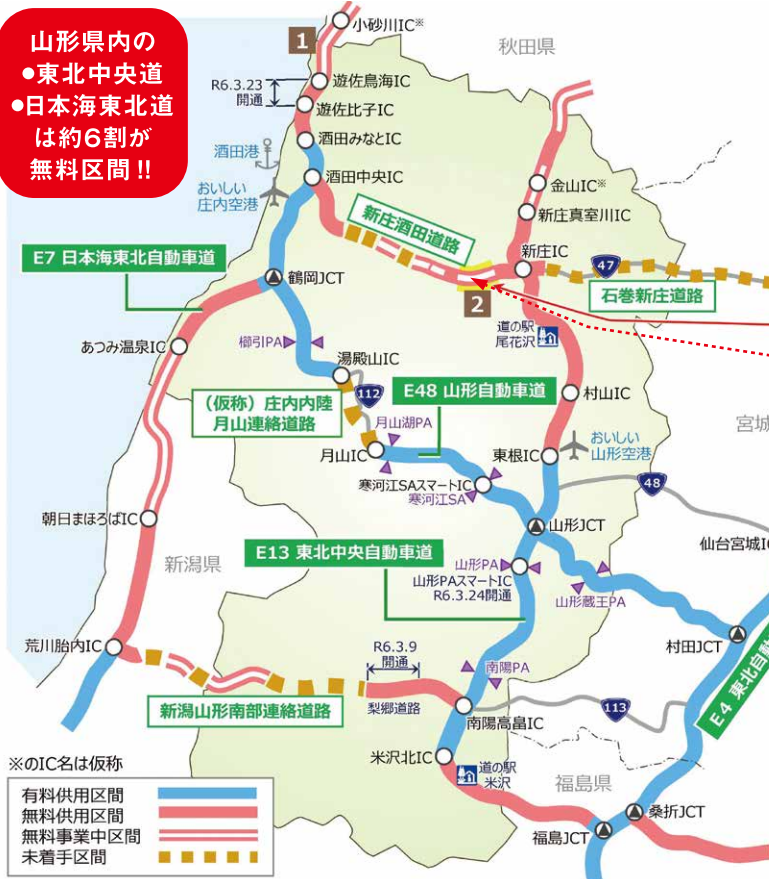 山形県内の
●東北中央道
●日本海東北道
は約6割が
無料区間!!
1
小砂川IC※
秋田県
R6.3.23
開通
遊佐鳥海IC
遊佐比子IC
酒田みなとIC
酒田港
酒田中央IC
おいしい
庄内空港
金山IC※
新庄真室川IC
新庄酒田道路
新庄IC
47
E7 日本海東北自動車道
鶴岡JCT
2
石巻新庄道路
道の駅
尾花沢
あつみ温泉IC
櫛引PA
湯殿山IC
112
(仮称)庄内内陸
月山連絡道路
E48 山形自動車道
村山IC
宮城
月山湖PA
月山IC
東根IC
おいしい
山形空港
寒河江SAスマートIC
寒河江SA
48
朝日まほろばIC
山形JCT
仙台宮城I
新潟県
E13 東北中央自動車道
山形PA
山形PAスマートIC
R6.3.24開通
山形蔵王PA
荒川胎内IC
村田JCT
R6.3.9
開通
南陽PA
E4 東北自動
新潟山形南部連絡道路
梨郷道路
南陽高畠IC
113
米沢北IC
道の駅
米沢
福島県
※のIC名は仮称
有料供用区間
無料供用区間
無料事業中区間
未着手区間
桑折JCT
福島JCT